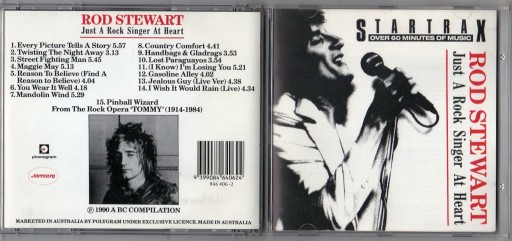 ROD STEWART
Just A Rock Singer At Heart
1.Every Picture Tells A Story 5.57
2.Twisting The Night Away 3.13
3.Street Fighting Man 5.45
4.Maggie May 5.13
5.Reason To Believe (Find A
Reason to Believe) 4.04
6.You Wear It Well 4.18
7.Mandolin Wind 5.29
8.Country Comfort 4.41
9.Handbags & Gladrags 3.53
10.Lost Paraguayos 3.54
11.(I Know) I'm Losing You 5.21
12.Gasoline Alley 4.02
13.Jealous Guy (Live Ver) 4.38
14.I Wish It Would Rain (Live) 4.34
15.Pinball Wizard
From The Rock Opera "TOMMY" (1914-1984)
phonogram
mercury
9399084640624
846 406-2
℗ 1990 A BC COMPILATION
MARKETED IN AUSTRALIA BY POLYGRAM UNDER EXCLUSIVE LICENCE. MADE IN AUSTRALIA
STARTRAX
OVER 60 MINUTES OF MUSIC
ROD STEWART
Just A Rock Singer At Heart